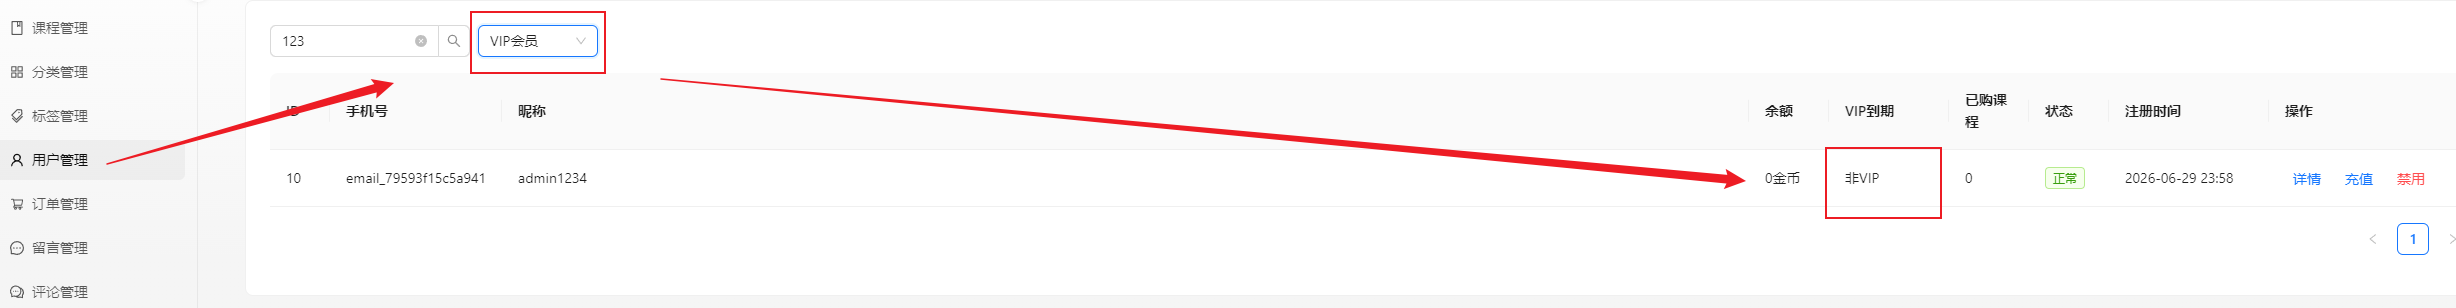 课程管理
分类管理
标签管理
用户管理
订单管理
留言管理
评论管理
123 VIP会员
ID 手机号 昵称 余额 VIP到期 已购课程 状态 注册时间 操作
10 email_79593f15c5a941 admin1234 0金币 非VIP 0 正常 2026-06-29 23:58 详情 充值 禁用
1